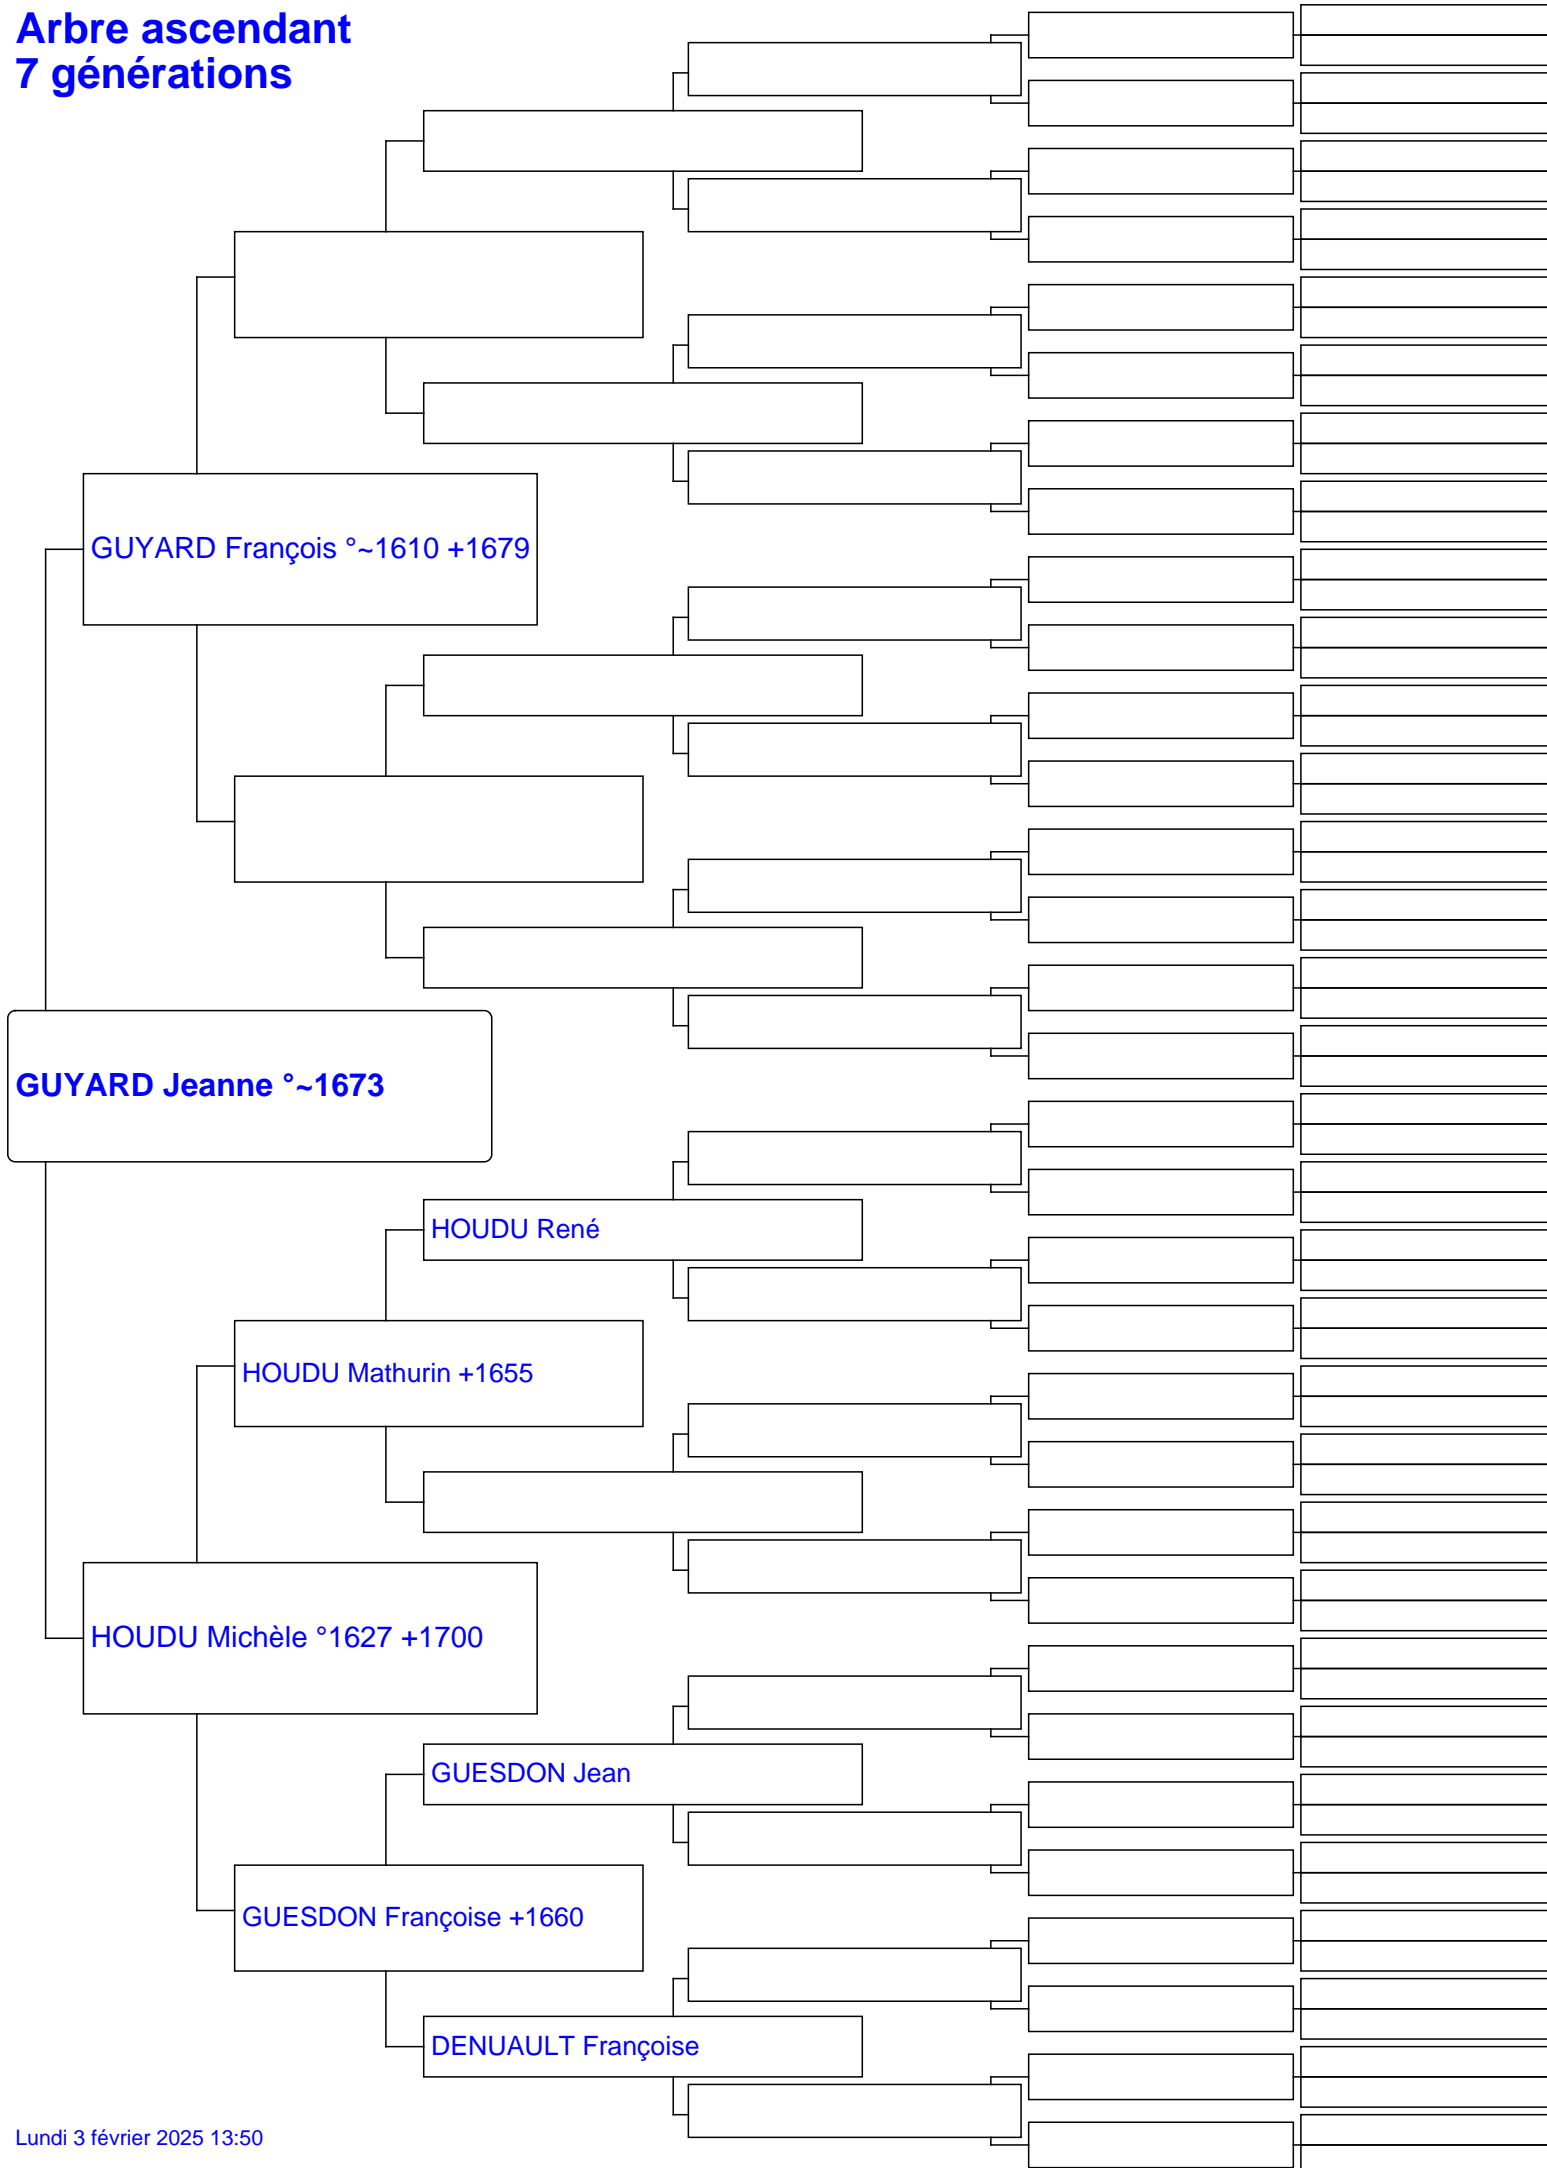 Arbre ascendant
7 générations
GUYARD François °~1610 +1679
GUYARD Jeanne °~1673
HOUDU René
HOUDU Mathurin +1655
HOUDU Michèle °1627 +1700
GUESDON Jean
GUESDON Françoise +1660
DENUAULT Françoise
Lundi 3 février 2025 13:50